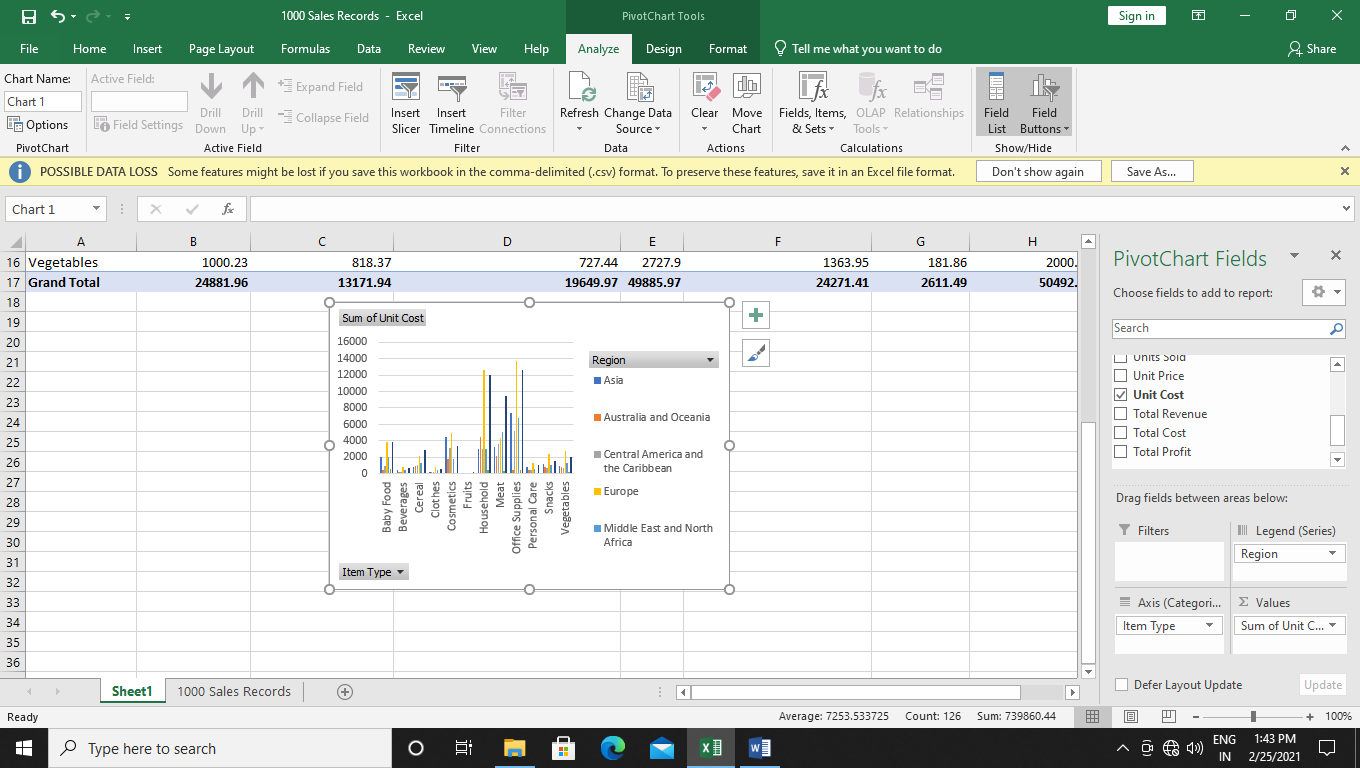 1000 Sales Records - Excel
PivotChart Tools
Sign in
File Home Insert Page Layout Formulas Data Review View Help Analyze Design Format Tell me what you want to do Share
Chart Name:
Chart 1
Options
PivotChart
Active Field:
Field Settings
Drill Down
Drill Up
Expand Field
Collapse Field
Active Field
Insert Slicer
Insert Timeline
Filter Connections
Filter
Refresh
Change Data Source
Data
Clear
Move Chart
Actions
Fields, Items, & Sets
OLAP Tools
Relationships
Calculations
Field List
Field Buttons
Show/Hide
POSSIBLE DATA LOSS Some features might be lost if you save this workbook in the comma-delimited (.csv) format. To preserve these features, save it in an Excel file format. Don't show again Save As...
Chart 1
fx
A B C D E F G H
16 Vegetables 1000.23 818.37 727.44 2727.9 1363.95 181.86 2000.
17 Grand Total 24881.96 13171.94 19649.97 49885.97 24271.41 2611.49 50492.
18
19
20
21
22
23
24
25
26
27
28
29
30
31
32
33
34
35
36
Sum of Unit Cost
16000
14000
12000
10000
8000
6000
4000
2000
0
Baby Food
Beverages
Cereal
Clothes
Cosmetics
Fruits
Household
Meat
Office Supplies
Personal Care
Snacks
Vegetables
Region
Asia
Australia and Oceania
Central America and
the Caribbean
Europe
Middle East and North
Africa
Item Type
PivotChart Fields
Choose fields to add to report:
Search
Units Sold
Unit Price
Unit Cost
Total Revenue
Total Cost
Total Profit
Drag fields between areas below:
Filters
Legend (Series)
Region
Axis (Categori...
Item Type
Σ Values
Sum of Unit C...
Defer Layout Update
Update
Sheet1 1000 Sales Records
Ready
Average: 7253.533725 Count: 126 Sum: 739860.44
100%
Type here to search
ENG
IN
1:43 PM
2/25/2021